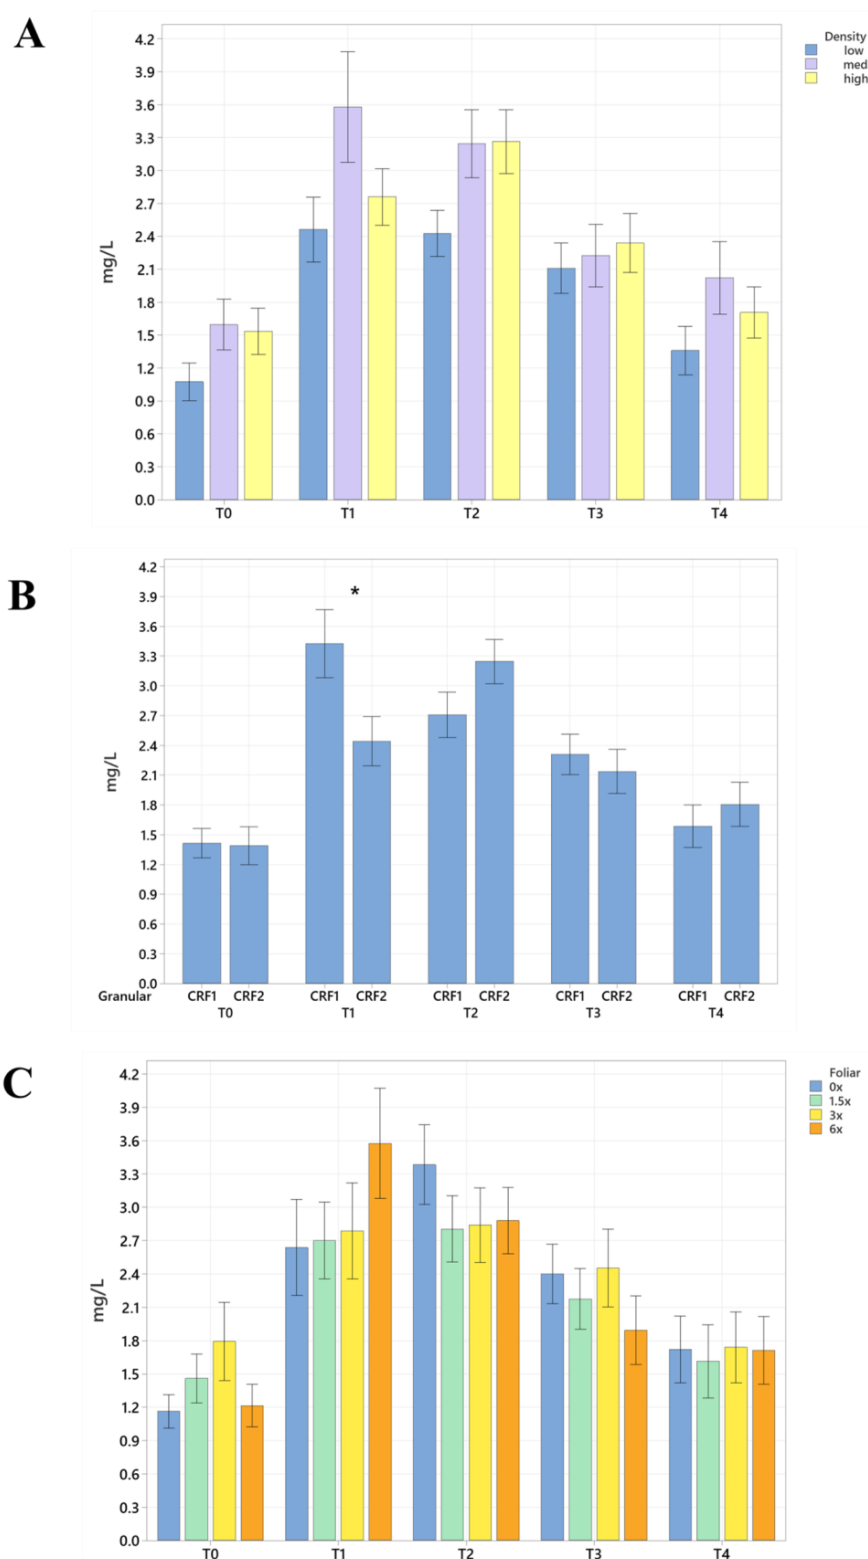 A
Density
low
med
high
4.2
3.9
3.6
3.3
3.0
2.7
2.4
2.1
1.8
1.5
1.2
0.9
0.6
0.3
0.0
mg/L
T0 T1 T2 T3 T4
B
4.2
3.9
3.6
3.3
3.0
2.7
2.4
2.1
1.8
1.5
1.2
0.9
0.6
0.3
0.0
mg/L
*
Granular CRF1 CRF2 CRF1 CRF2 CRF1 CRF2 CRF1 CRF2 CRF1 CRF2
T0 T1 T2 T3 T4
C
Foliar
0x
1.5x
3x
6x
4.2
3.9
3.6
3.3
3.0
2.7
2.4
2.1
1.8
1.5
1.2
0.9
0.6
0.3
0.0
mg/L
T0 T1 T2 T3 T4